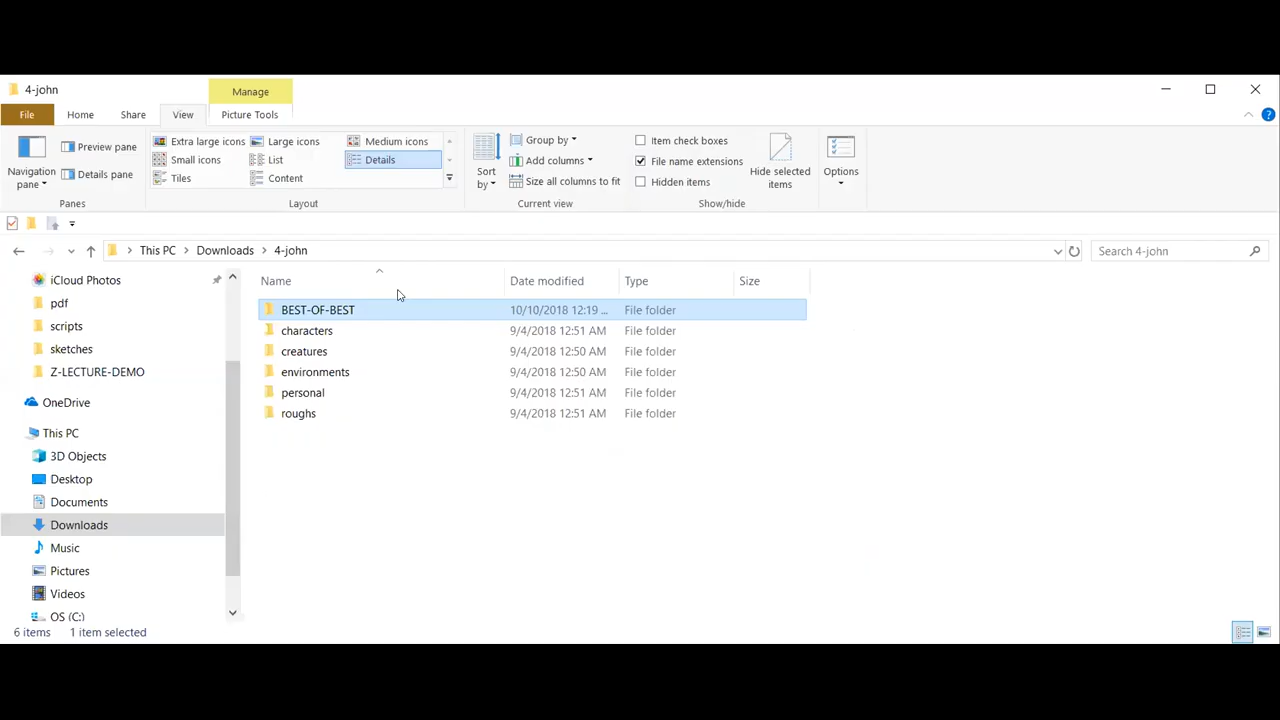 4-john
Manage
File
Home
Share
View
Picture Tools
Navigation pane
Preview pane
Details pane
Panes
Extra large icons
Large icons
Medium icons
Small icons
List
Details
Tiles
Content
Layout
Sort by
Group by
Add columns
Size all columns to fit
Current view
Item check boxes
File name extensions
Hidden items
Hide selected items
Show/hide
Options
This PC > Downloads > 4-john
Search 4-john
iCloud Photos
pdf
scripts
sketches
Z-LECTURE-DEMO
OneDrive
This PC
3D Objects
Desktop
Documents
Downloads
Music
Pictures
Videos
OS (C:)
Name Date modified Type Size
BEST-OF-BEST 10/10/2018 12:19 ... File folder
characters 9/4/2018 12:51 AM File folder
creatures 9/4/2018 12:50 AM File folder
environments 9/4/2018 12:50 AM File folder
personal 9/4/2018 12:51 AM File folder
roughs 9/4/2018 12:51 AM File folder
6 items 1 item selected